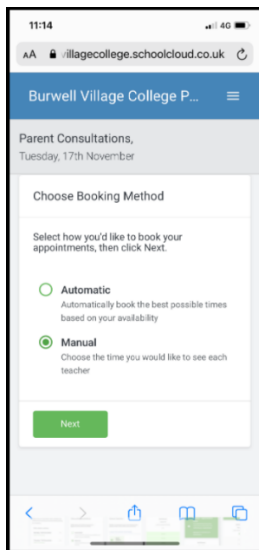 11:14
4G
AA villagecollege.schoolcloud.co.uk
Burwell Village College P...
Parent Consultations,
Tuesday, 17th November
Choose Booking Method
Select how you'd like to book your
appointments, then click Next.
Automatic
Automatically book the best possible times
based on your availability
Manual
Choose the time you would like to see each
teacher
Next